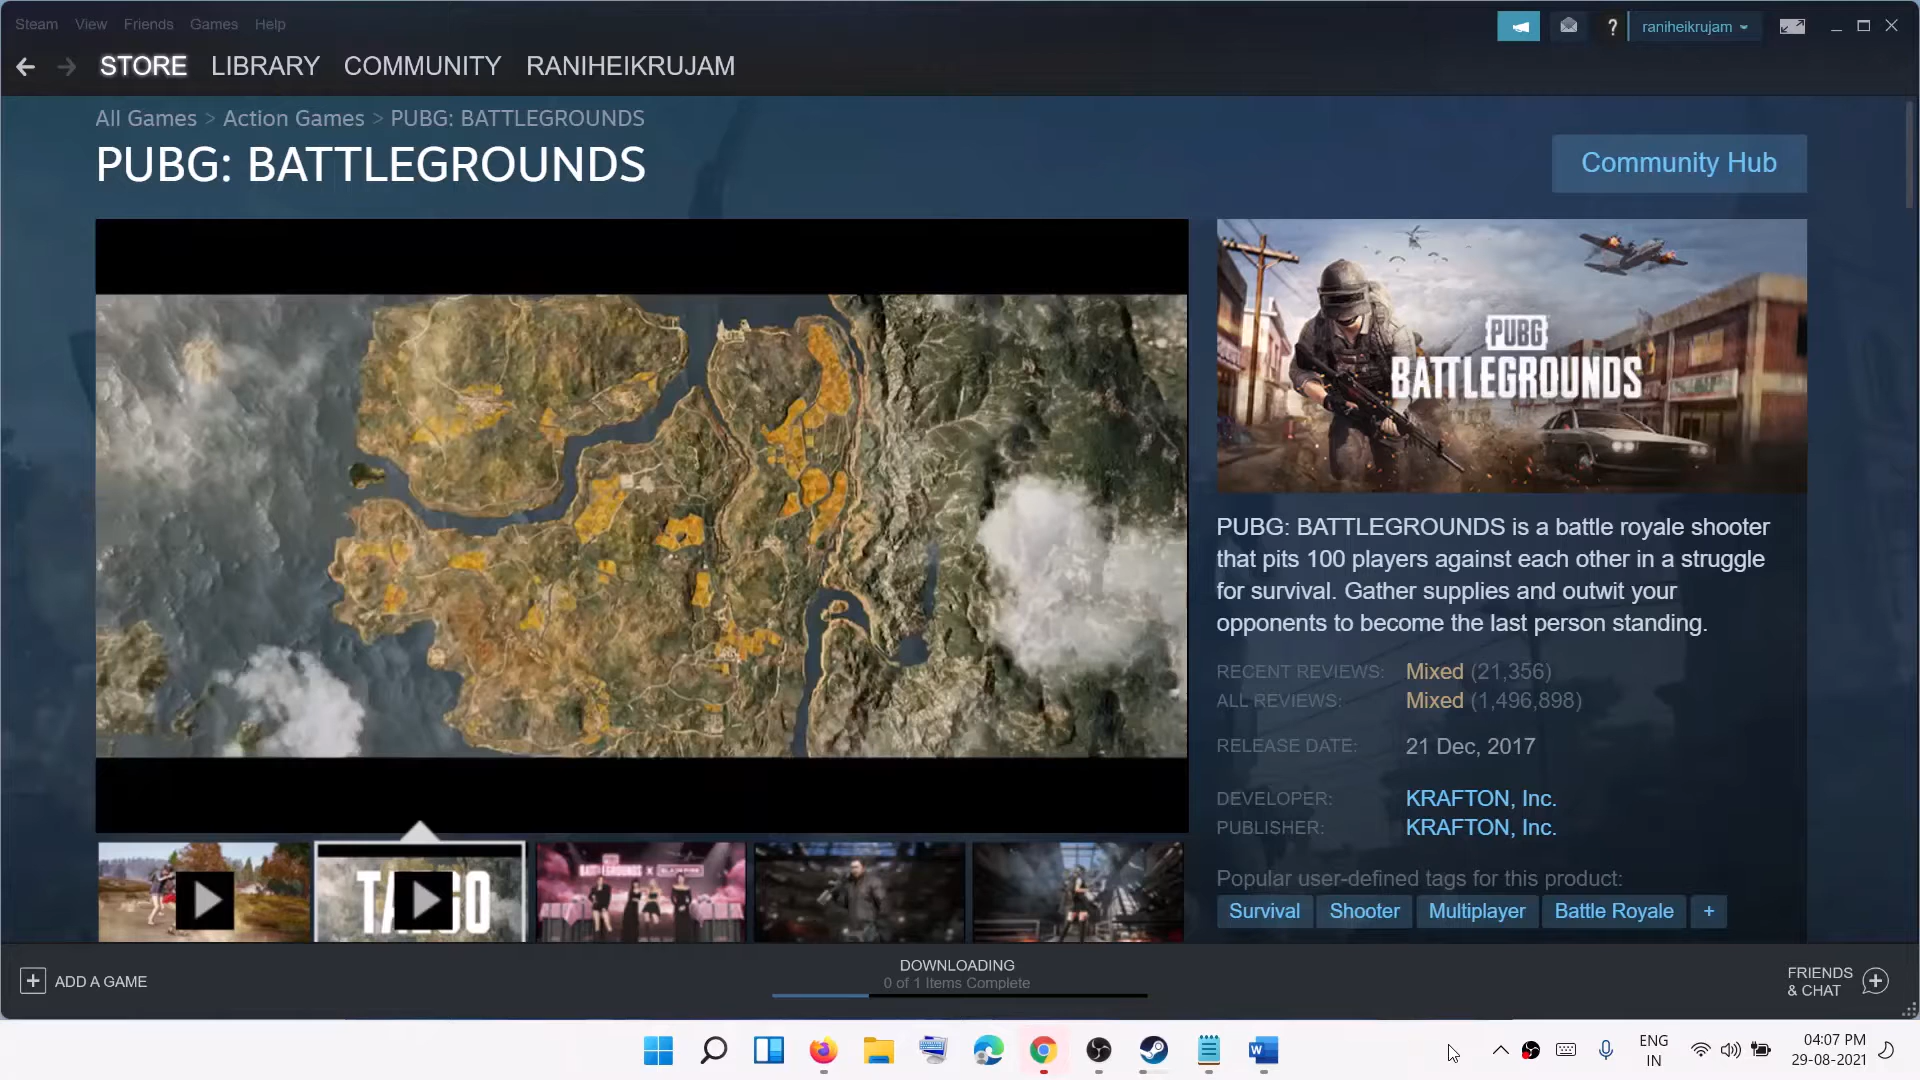 Steam View Friends Games Help
? raniheikrujam
STORE LIBRARY COMMUNITY RANIHEIKRUJAM
All Games > Action Games > PUBG: BATTLEGROUNDS
PUBG: BATTLEGROUNDS
Community Hub
PUBG
BATTLEGROUNDS
PUBG: BATTLEGROUNDS is a battle royale shooter
that pits 100 players against each other in a struggle
for survival. Gather supplies and outwit your
opponents to become the last person standing.
RECENT REVIEWS: Mixed (21,356)
ALL REVIEWS: Mixed (1,496,898)
RELEASE DATE: 21 Dec, 2017
DEVELOPER: KRAFTON, Inc.
PUBLISHER: KRAFTON, Inc.
Popular user-defined tags for this product:
Survival Shooter Multiplayer Battle Royale +
BATTLEGROUNDS X
ADD A GAME
DOWNLOADING
0 of 1 Items Complete
FRIENDS
& CHAT
ENG
IN
04:07 PM
29-08-2021